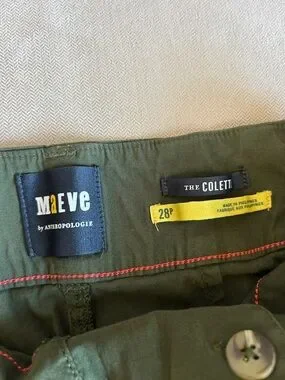 MaEve
by ANTHROPOLOGIE
THE COLETT
28P
MADE IN PHILIPPINES
FABRIQUÉ AUX PHILIPPINES